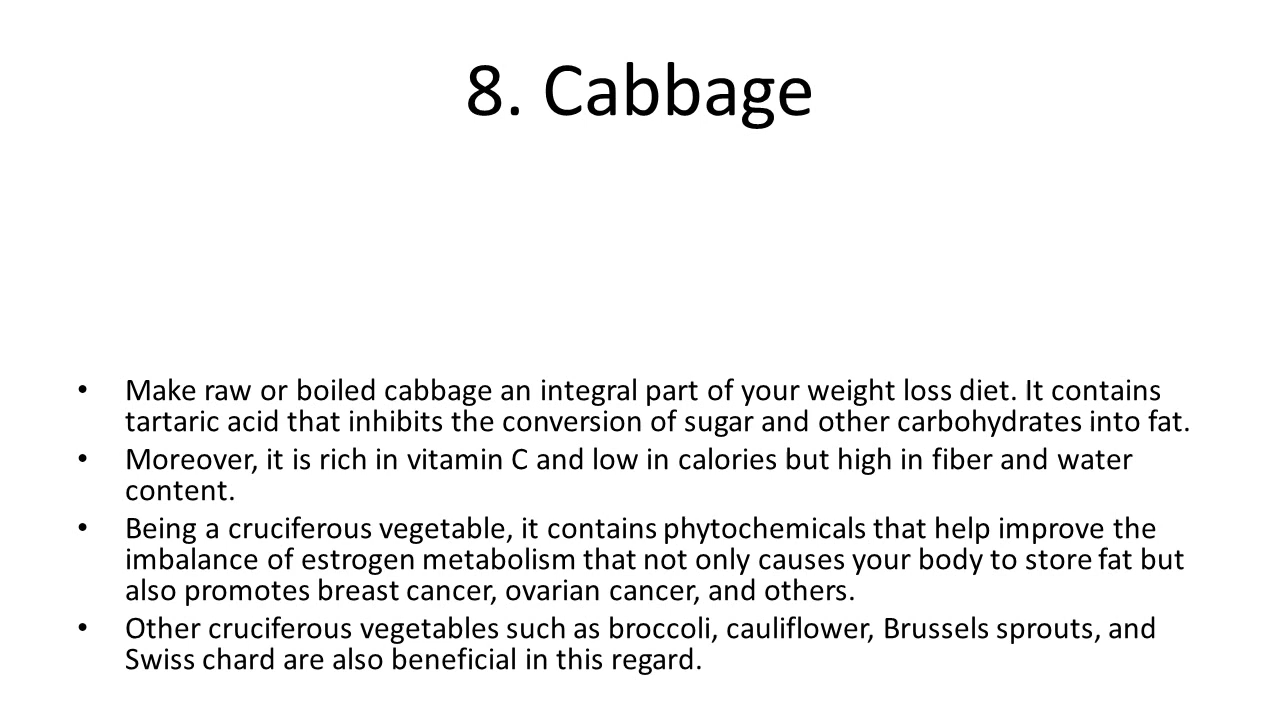 8. Cabbage
• Make raw or boiled cabbage an integral part of your weight loss diet. It contains
tartaric acid that inhibits the conversion of sugar and other carbohydrates into fat.
• Moreover, it is rich in vitamin C and low in calories but high in fiber and water
content.
• Being a cruciferous vegetable, it contains phytochemicals that help improve the
imbalance of estrogen metabolism that not only causes your body to store fat but
also promotes breast cancer, ovarian cancer, and others.
• Other cruciferous vegetables such as broccoli, cauliflower, Brussels sprouts, and
Swiss chard are also beneficial in this regard.